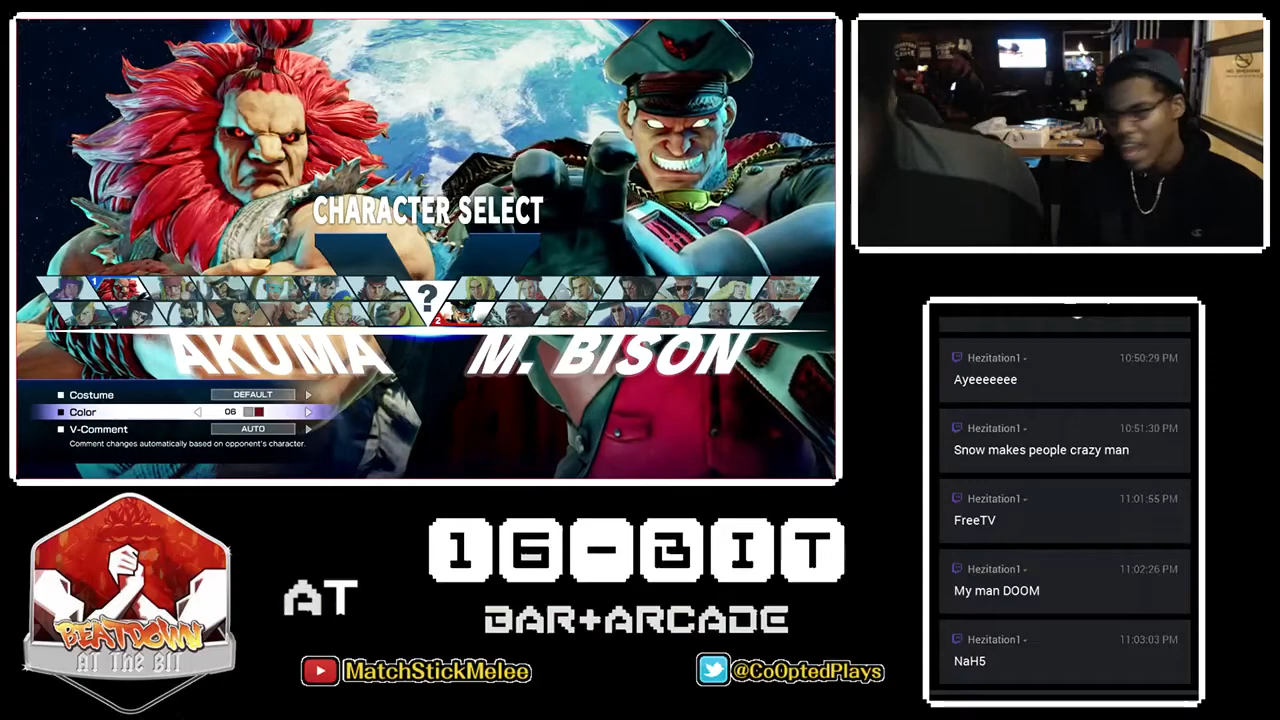 CHARACTER SELECT
1
?
2
AKUMA
M. BISON
Costume
DEFAULT
Color
06
V-Comment
AUTO
Comment changes automatically based on opponent's character.
Hezitation1
10:50:29 PM
Ayeeeeeee
Hezitation1
10:51:30 PM
Snow makes people crazy man
Hezitation1
11:01:55 PM
FreeTV
Hezitation1
11:02:26 PM
My man DOOM
Hezitation1
11:03:03 PM
NaH5
BEATDOWN
AT THE BIT
AT
16-BIT
BAR+ARCADE
MatchStickMelee
@CoOptedPlays